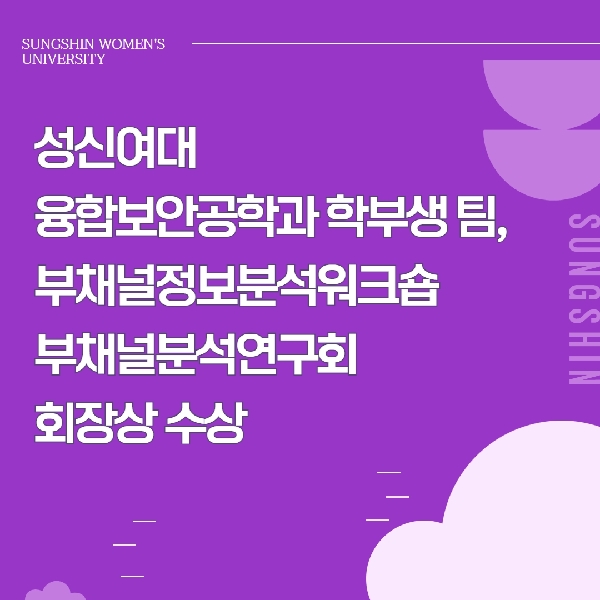 SUNGSHIN WOMEN'S
UNIVERSITY
성신여대
융합보안공학과 학부생 팀,
부채널정보분석워크숍
부채널분석연구회
회장상 수상
SUNGSHIN